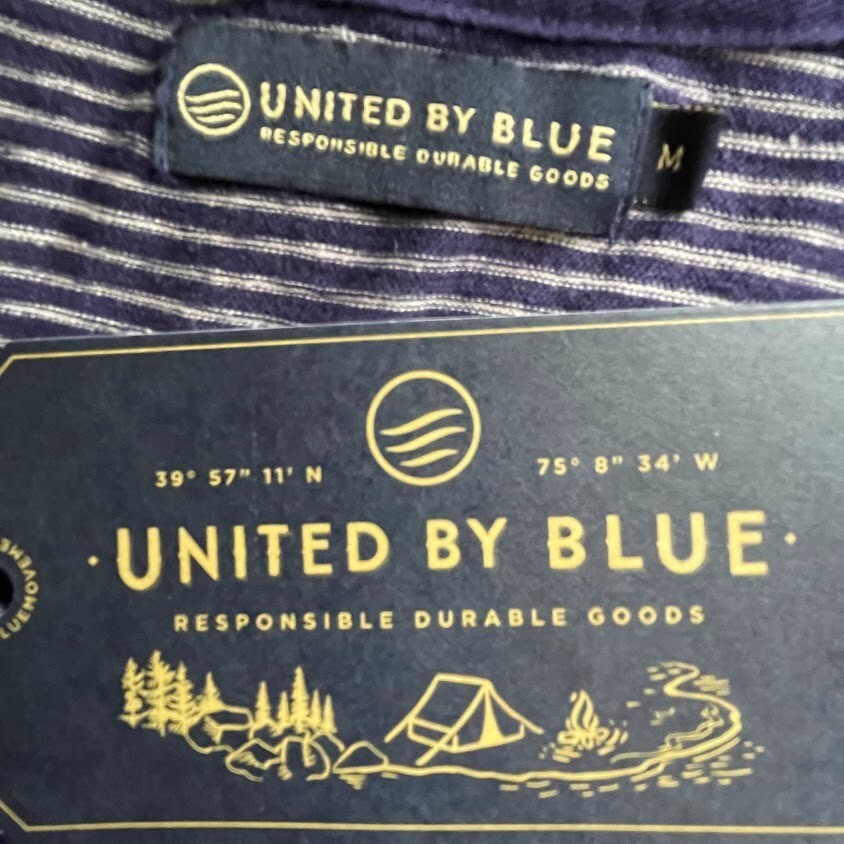 UNITED BY BLUE
RESPONSIBLE DURABLE GOODS
M
39° 57" 11' N
75° 8" 34' W
· UNITED BY BLUE ·
RESPONSIBLE DURABLE GOODS